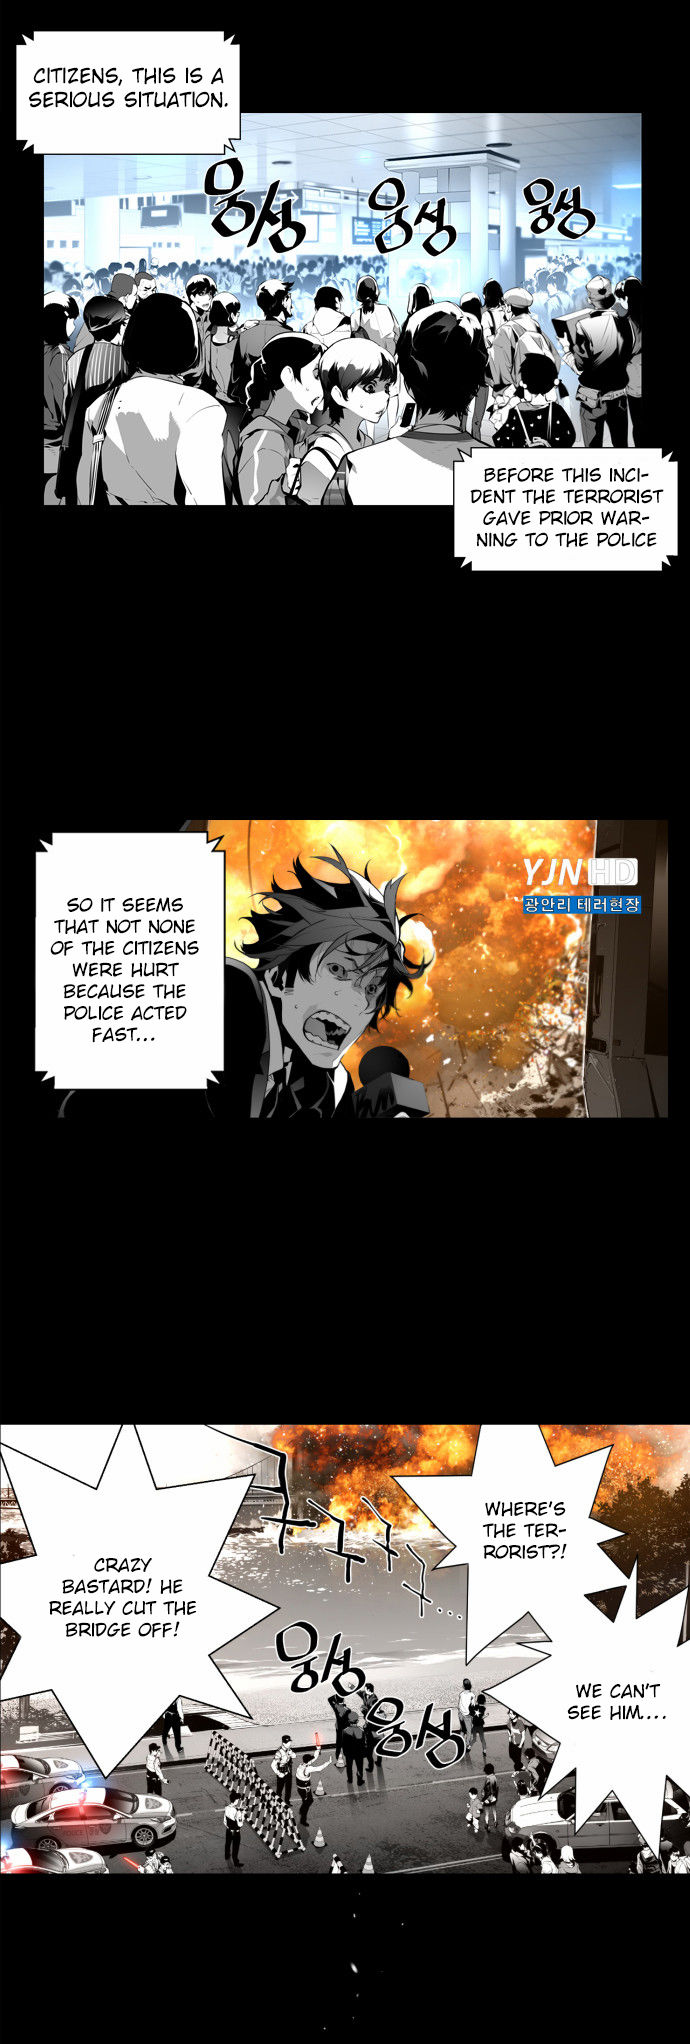 CITIZENS, THIS IS A
SERIOUS SITUATION.
웅성
웅성
웅성
BEFORE THIS INCI-
DENT THE TERRORIST
GAVE PRIOR WAR-
NING TO THE POLICE
YJN HD
광안리 테러현장
SO IT SEEMS
THAT NOT NONE
OF THE CITIZENS
WERE HURT
BECAUSE THE
POLICE ACTED
FAST...
WHERE'S
THE TER-
RORIST?!
CRAZY
BASTARD! HE
REALLY CUT THE
BRIDGE OFF!
웅성
웅성
WE CAN'T
SEE HIM....
POLICE